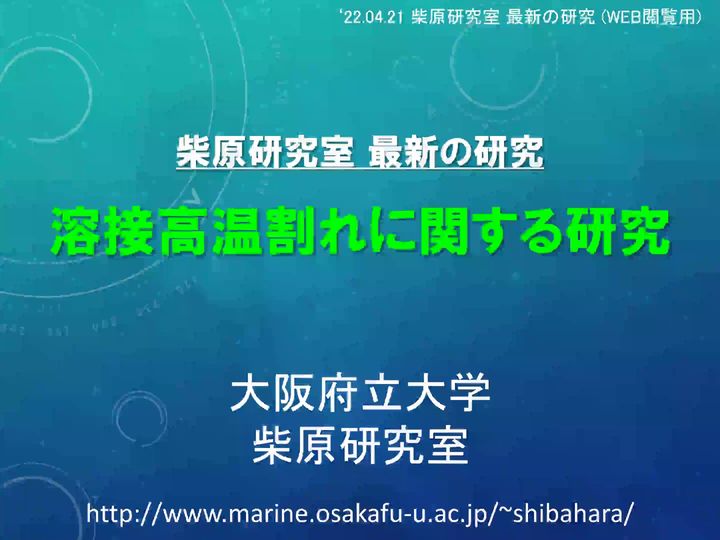 ‘22.04.21 柴原研究室 最新の研究 (WEB閲覧用)
柴原研究室 最新の研究
溶接高温割れに関する研究
大阪府立大学
柴原研究室
http://www.marine.osakafu-u.ac.jp/~shibahara/